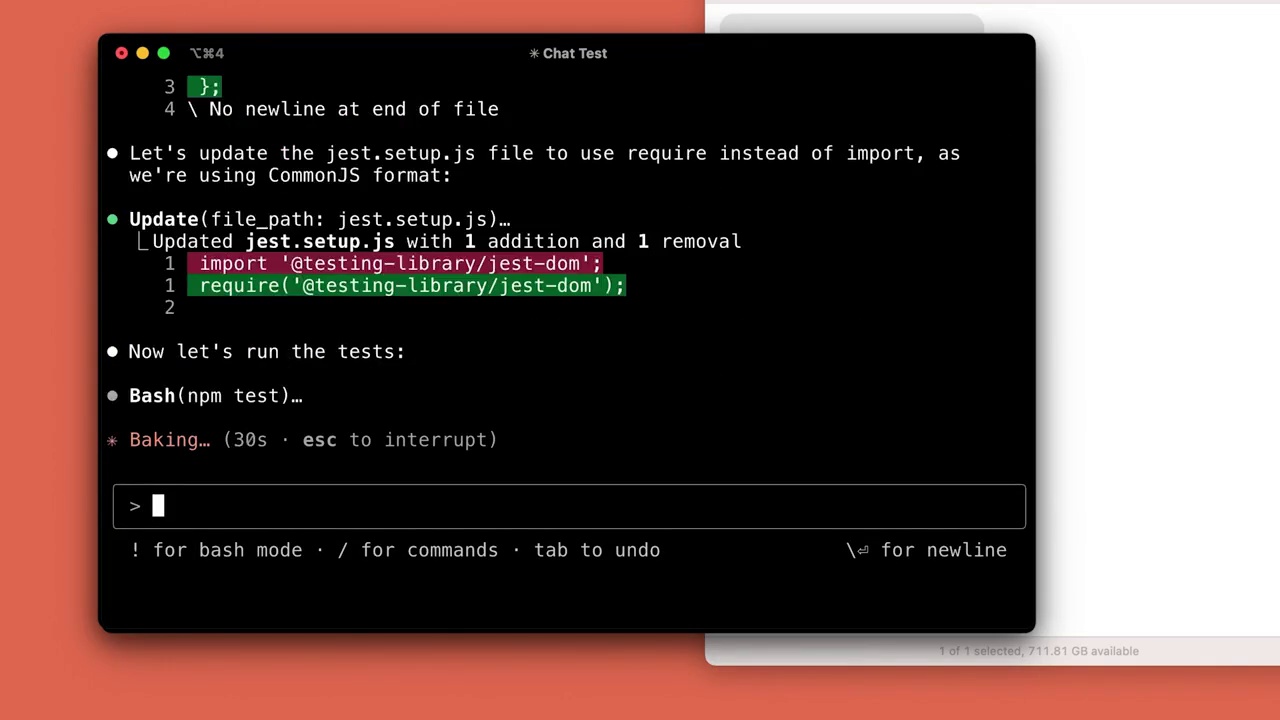 ⌥⌘4
✳ Chat Test
3 };
4 \ No newline at end of file
● Let's update the jest.setup.js file to use require instead of import, as
we're using CommonJS format:
● Update(file_path: jest.setup.js)…
⎿Updated jest.setup.js with 1 addition and 1 removal
1 import '@testing-library/jest-dom';
1 require('@testing-library/jest-dom');
2
● Now let's run the tests:
● Bash(npm test)…
✳ Baking… (30s · esc to interrupt)
>
! for bash mode · / for commands · tab to undo
\⏎ for newline
1 of 1 selected, 711.81 GB available